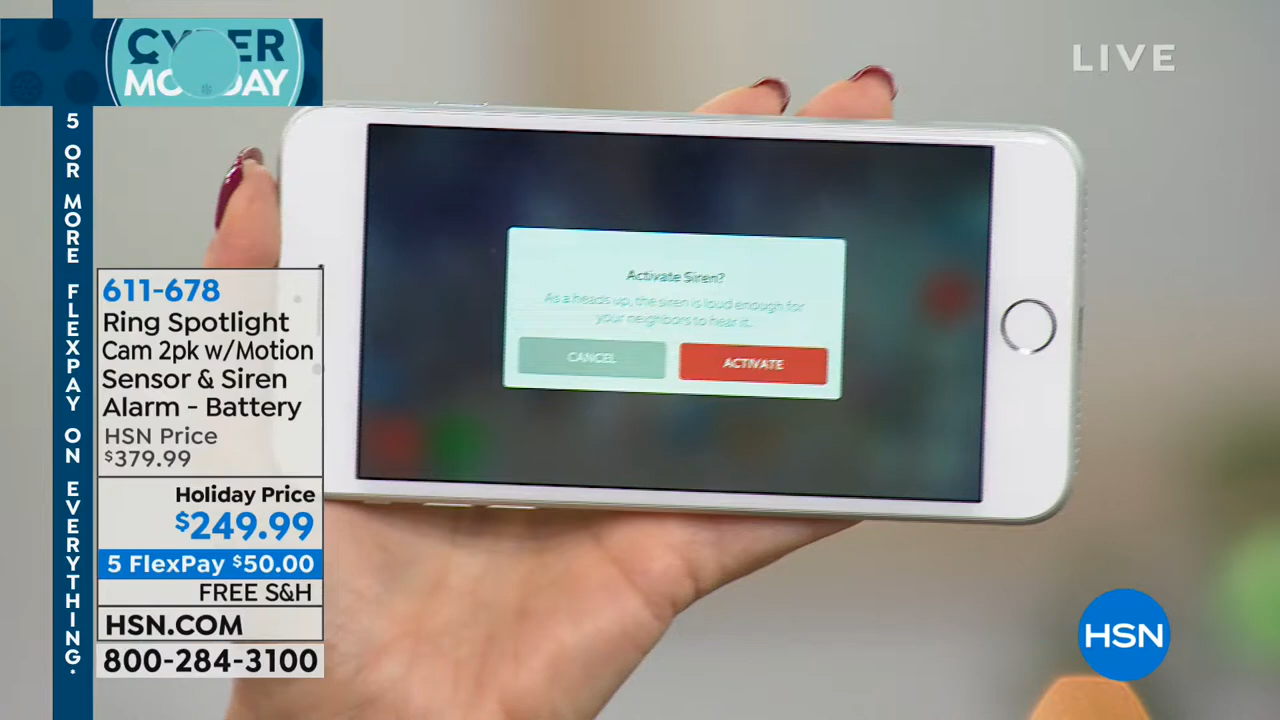 CYBER
MONDAY
LIVE
5 OR MORE FLEXPAY ON EVERYTHING.
611-678
Ring Spotlight
Cam 2pk w/Motion
Sensor & Siren
Alarm - Battery
HSN Price
$379.99
Holiday Price
$249.99
5 FlexPay $50.00
FREE S&H
HSN.COM
800-284-3100
Activate Siren?
As a heads up, the siren is loud enough for
your neighbors to hear it.
CANCEL
ACTIVATE
HSN